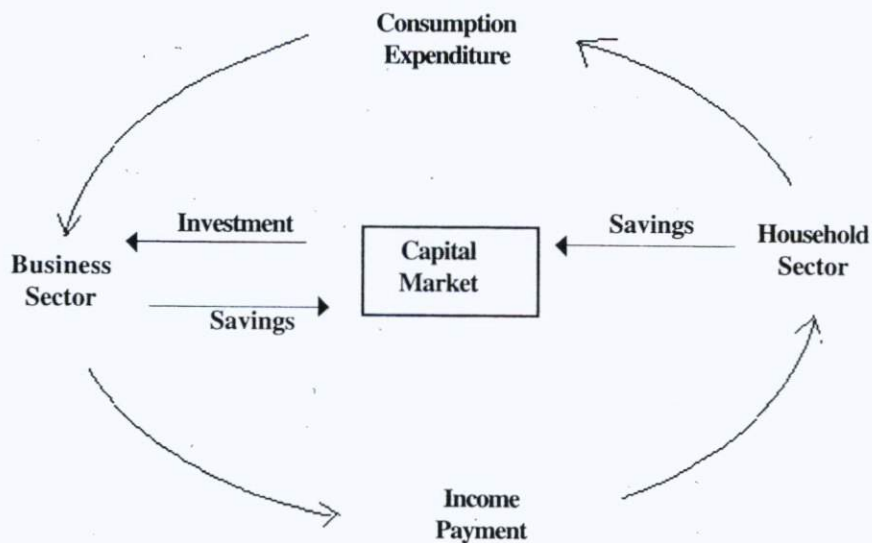 Consumption
Expenditure
Investment
Savings
Capital
Market
Household
Sector
Business
Sector
Savings
Income
Payment